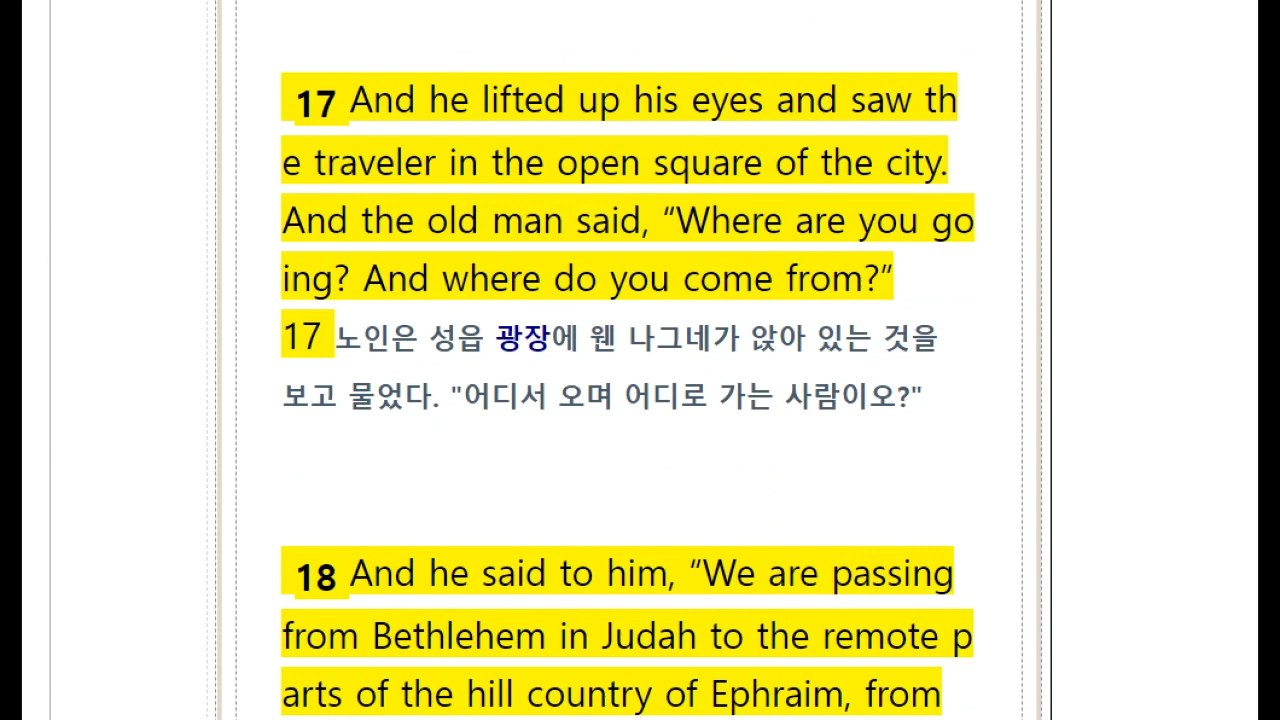 17 And he lifted up his eyes and saw th
e traveler in the open square of the city.
And the old man said, “Where are you go
ing? And where do you come from?”
17 노인은 성읍 광장에 웬 나그네가 앉아 있는 것을
보고 물었다. "어디서 오며 어디로 가는 사람이오?"
18 And he said to him, “We are passing
from Bethlehem in Judah to the remote p
arts of the hill country of Ephraim, from